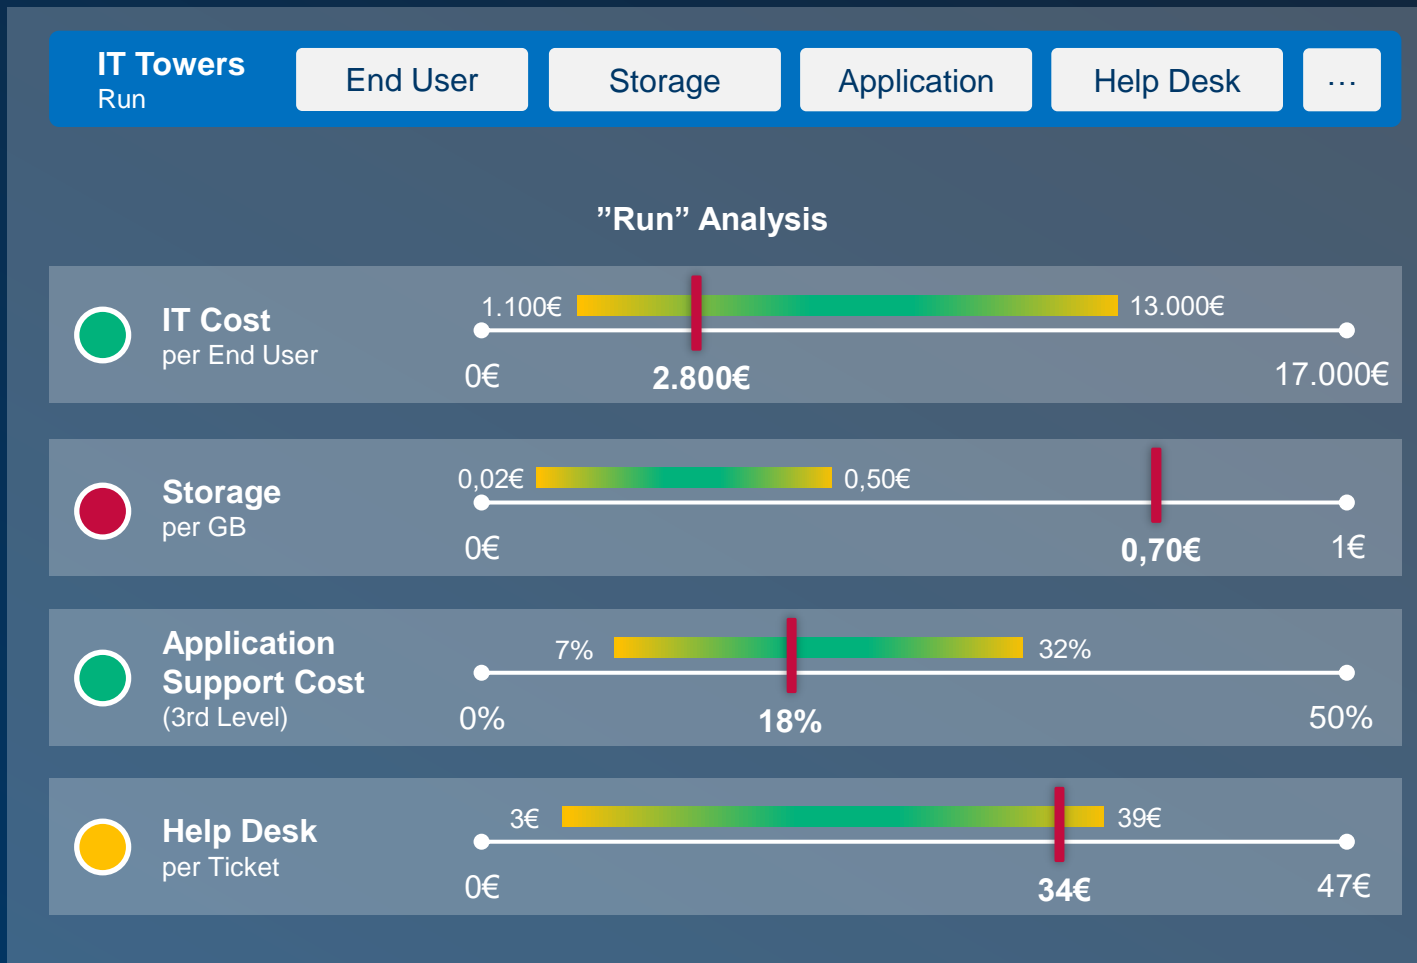 IT Towers
Run
End User
Storage
Application
Help Desk
...
”Run” Analysis
IT Cost
per End User
1.100€
13.000€
0€
2.800€
17.000€
Storage
per GB
0,02€
0,50€
0€
0,70€
1€
Application
Support Cost
(3rd Level)
7%
32%
0%
18%
50%
Help Desk
per Ticket
3€
39€
0€
34€
47€